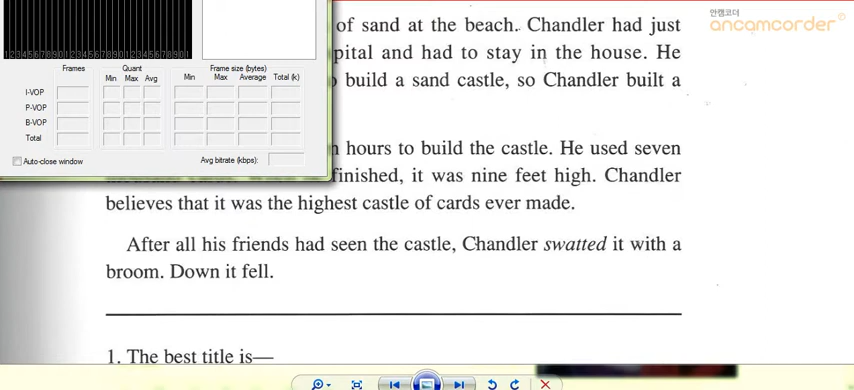 안캠코더
ancamcorder
of sand at the beach. Chandler had just
pital and had to stay in the house. He
build a sand castle, so Chandler built a
hours to build the castle. He used seven
finished, it was nine feet high. Chandler
believes that it was the highest castle of cards ever made.
After all his friends had seen the castle, Chandler swatted it with a
broom. Down it fell.
1. The best title is—
1234567890123456789012345678901
Frames Quant Frame size (bytes)
Min Max Avg Min Max Average Total (k)
I-VOP
P-VOP
B-VOP
Total
Auto-close window Avg bitrate (kbps):